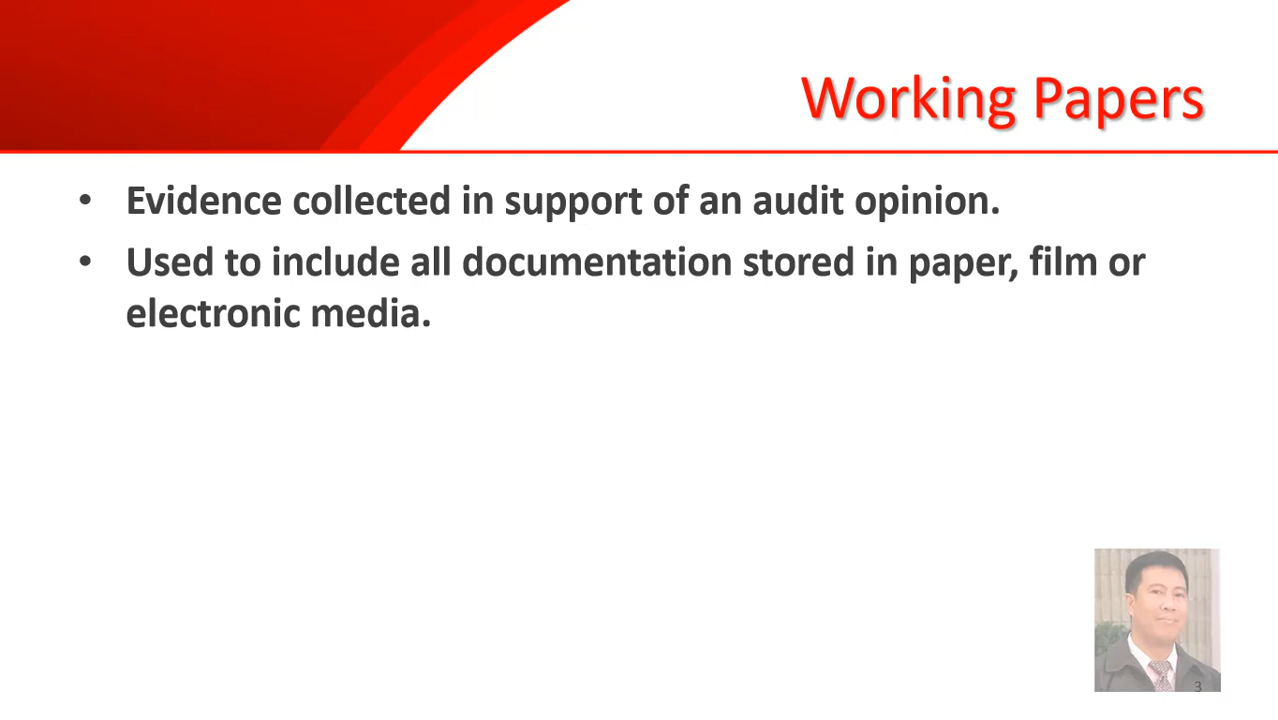 Working Papers
• Evidence collected in support of an audit opinion.
• Used to include all documentation stored in paper, film or
electronic media.
3